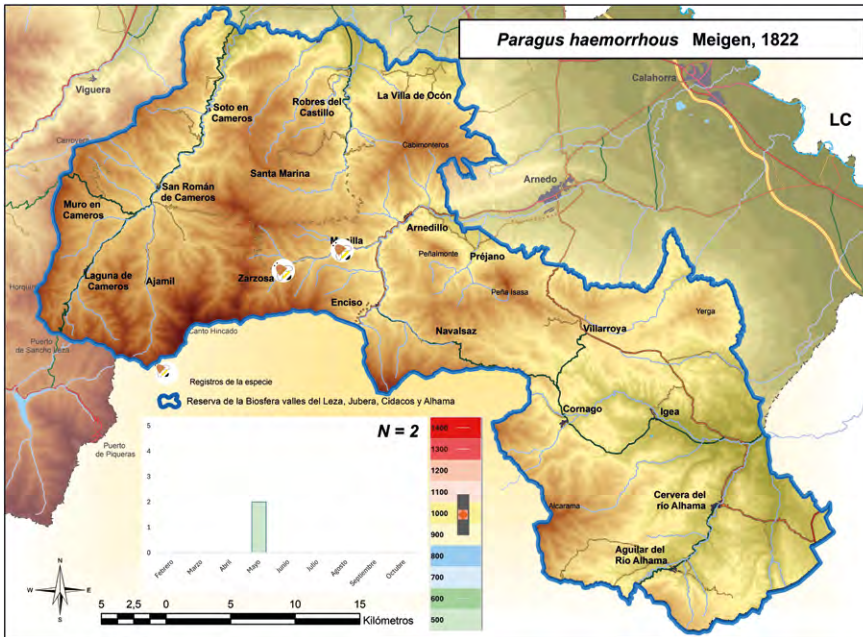 Paragus haemorrhous Meigen, 1822
Viguera
Calahorra
LC
Soto en
Cameros
Robres del
Castillo
La Villa de Ocón
Cabimonteros
Santa Marina
Arnedo
San Román
de Cameros
Muro en
Cameros
Arnedillo
Peñalmonte
Préjano
Zarzosa
Laguna de
Cameros
Ajamil
Peña Isasa
Enciso
Yerga
Navalsaz
Villarroya
Canto Hincado
Puerto
de Sancho Leza
Registros de la especie
Reserva de la Biosfera valles del Leza, Jubera, Cidacos y Alhama
Cornago
Igea
Puerto
de Piqueras
N = 2
5
4
3
2
1
0
Febrero
Marzo
Abril
Mayo
Junio
Julio
Agosto
Septiembre
Octubre
1400
1300
1200
1100
1000
900
800
700
600
500
Alcarama
Cervera del
río Alhama
Aguilar del
Río Alhama
N
W E
S
5 2,5 0 5 10 15
Kilómetros